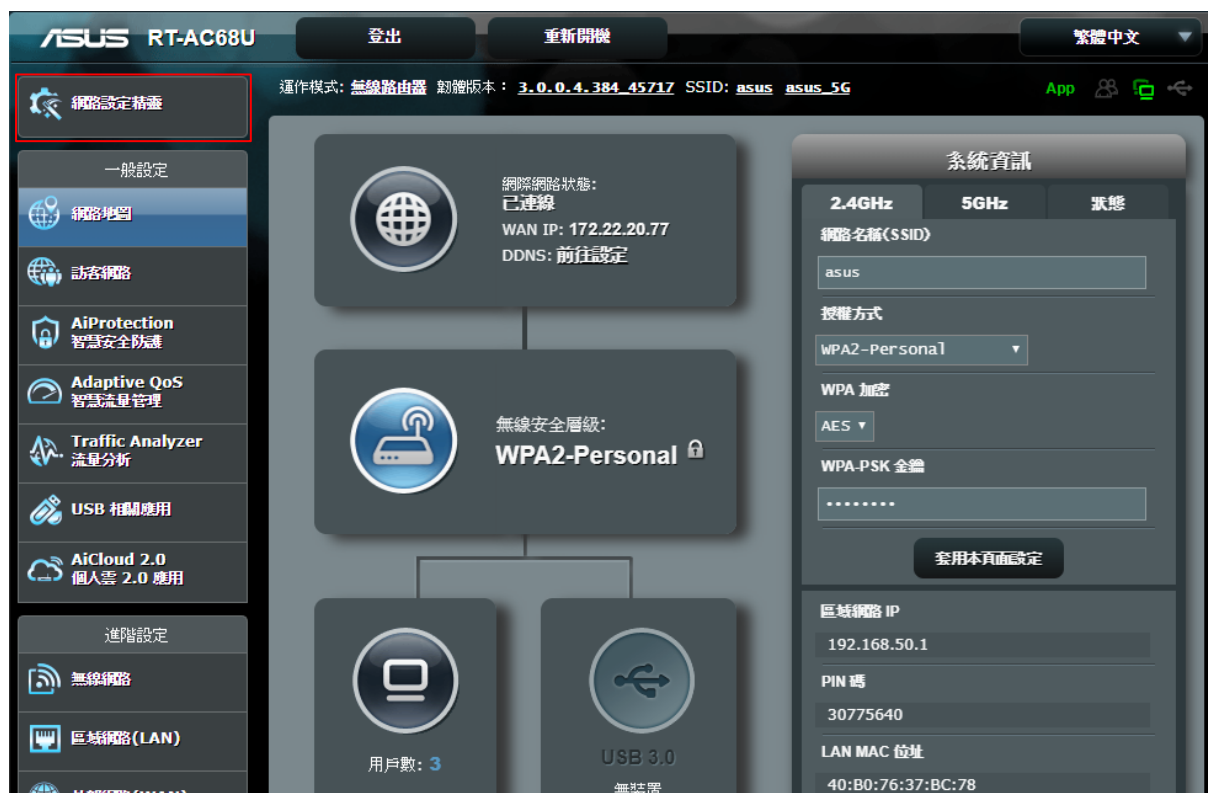 ASUS RT-AC68U 登出 重新開機 繁體中文
網路設定精靈
運作模式: 無線路由器 韌體版本： 3.0.0.4.384_45717 SSID: asus asus_5G App
一般設定
網路地圖
訪客網路
AiProtection
智慧安全防護
Adaptive QoS
智慧流量管理
Traffic Analyzer
流量分析
USB 相關應用
AiCloud 2.0
個人雲 2.0 應用
進階設定
無線網路
區域網路(LAN)
網際網路狀態:
已連線
WAN IP: 172.22.20.77
DDNS: 前往設定
無線安全層級:
WPA2-Personal
用戶數: 3
USB 3.0
無裝置
系統資訊
2.4GHz 5GHz 狀態
網路名稱(SSID)
asus
授權方式
WPA2-Personal
WPA 加密
AES
WPA-PSK 金鑰
••••••••
套用本頁面設定
區域網路 IP
192.168.50.1
PIN 碼
30775640
LAN MAC 位址
40:B0:76:37:BC:78